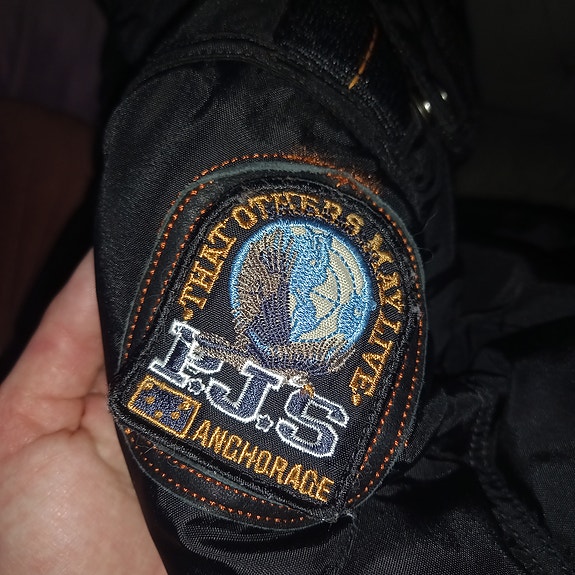 "THAT OTHERS MAY LIVE"
P.J.S
ANCHORAGE